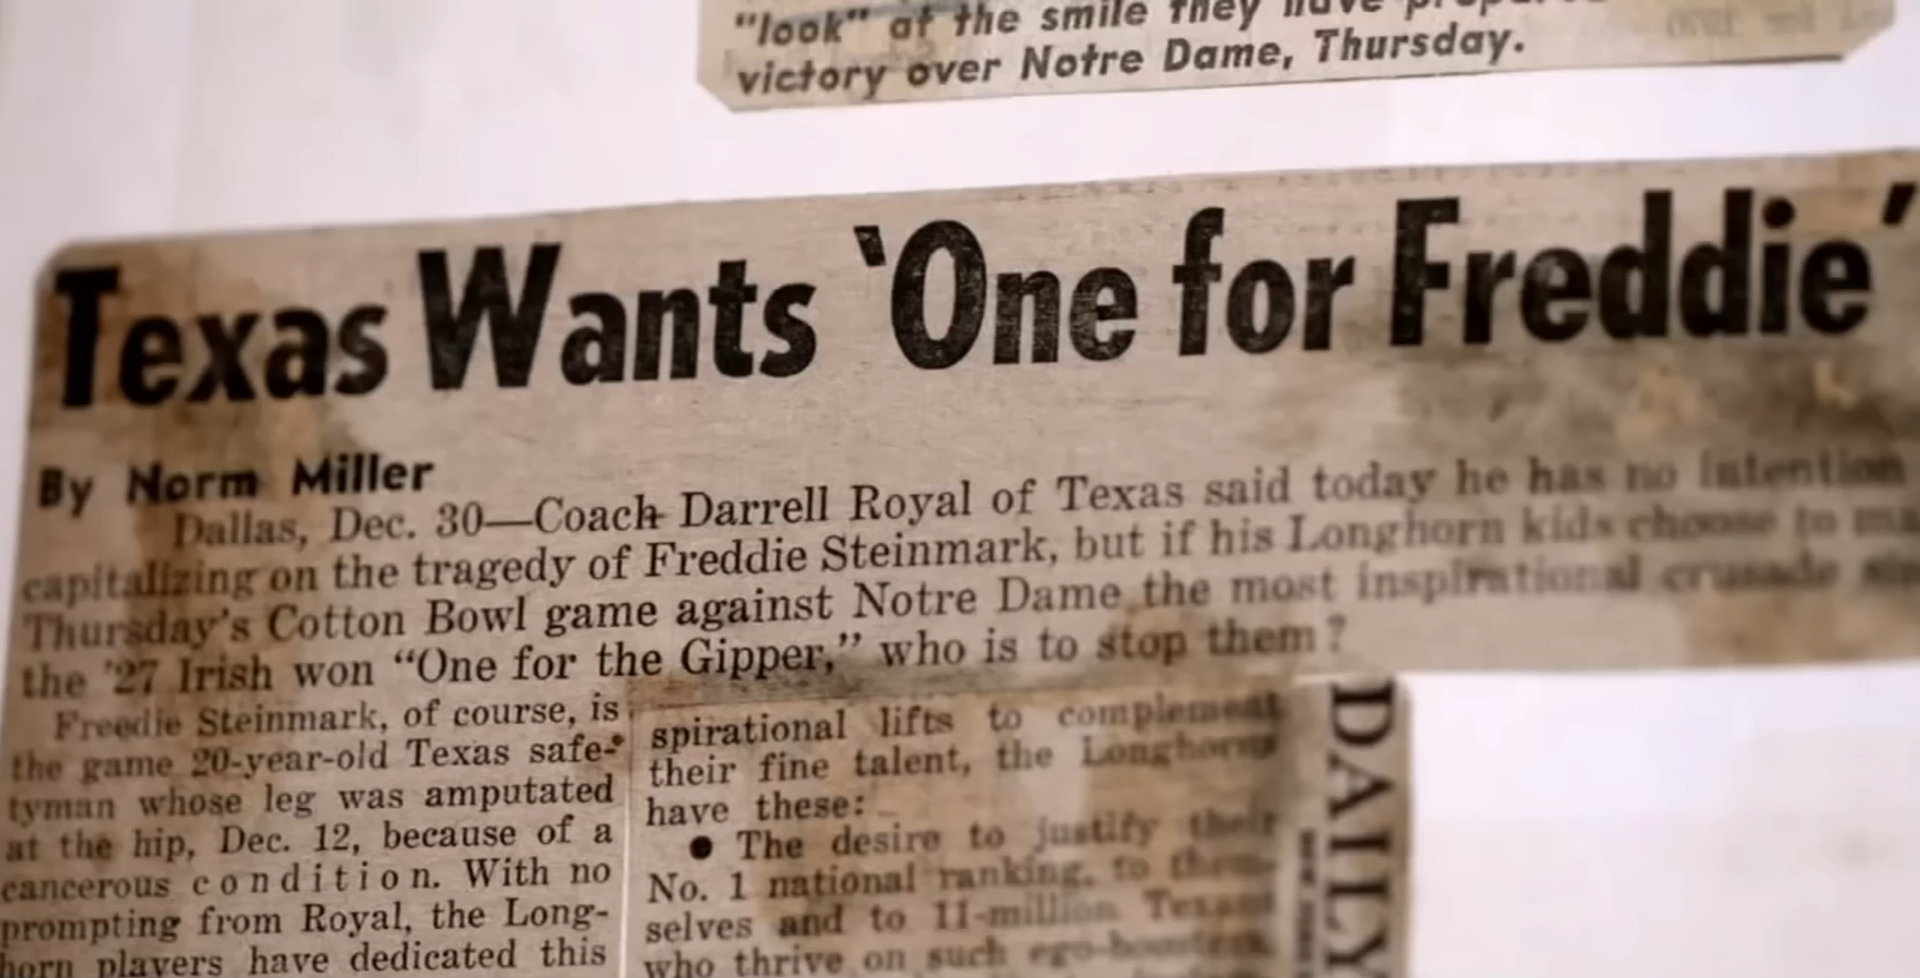 "look" at the smile they have
victory over Notre Dame, Thursday.
Texas Wants 'One for Freddie'
By Norm Miller
Dallas, Dec. 30—Coach Darrell Royal of Texas said today he has no intention
capitalizing on the tragedy of Freddie Steinmark, but if his Longhorn kids choose to
Thursday's Cotton Bowl game against Notre Dame the most inspirational crusade
the '27 Irish won "One for the Gipper," who is to stop them?
Freedie Steinmark, of course, is
the game 20-year-old Texas safe-
tyman whose leg was amputated
at the hip, Dec. 12, because of a
cancerous condition. With no
prompting from Royal, the Long-
horn players have dedicated this
spirational lifts to complement
their fine talent, the Longhorns
have these:
● The desire to justify their
No. 1 national ranking, to them-
selves and to 11-million Texans
who thrive on such
DAILY